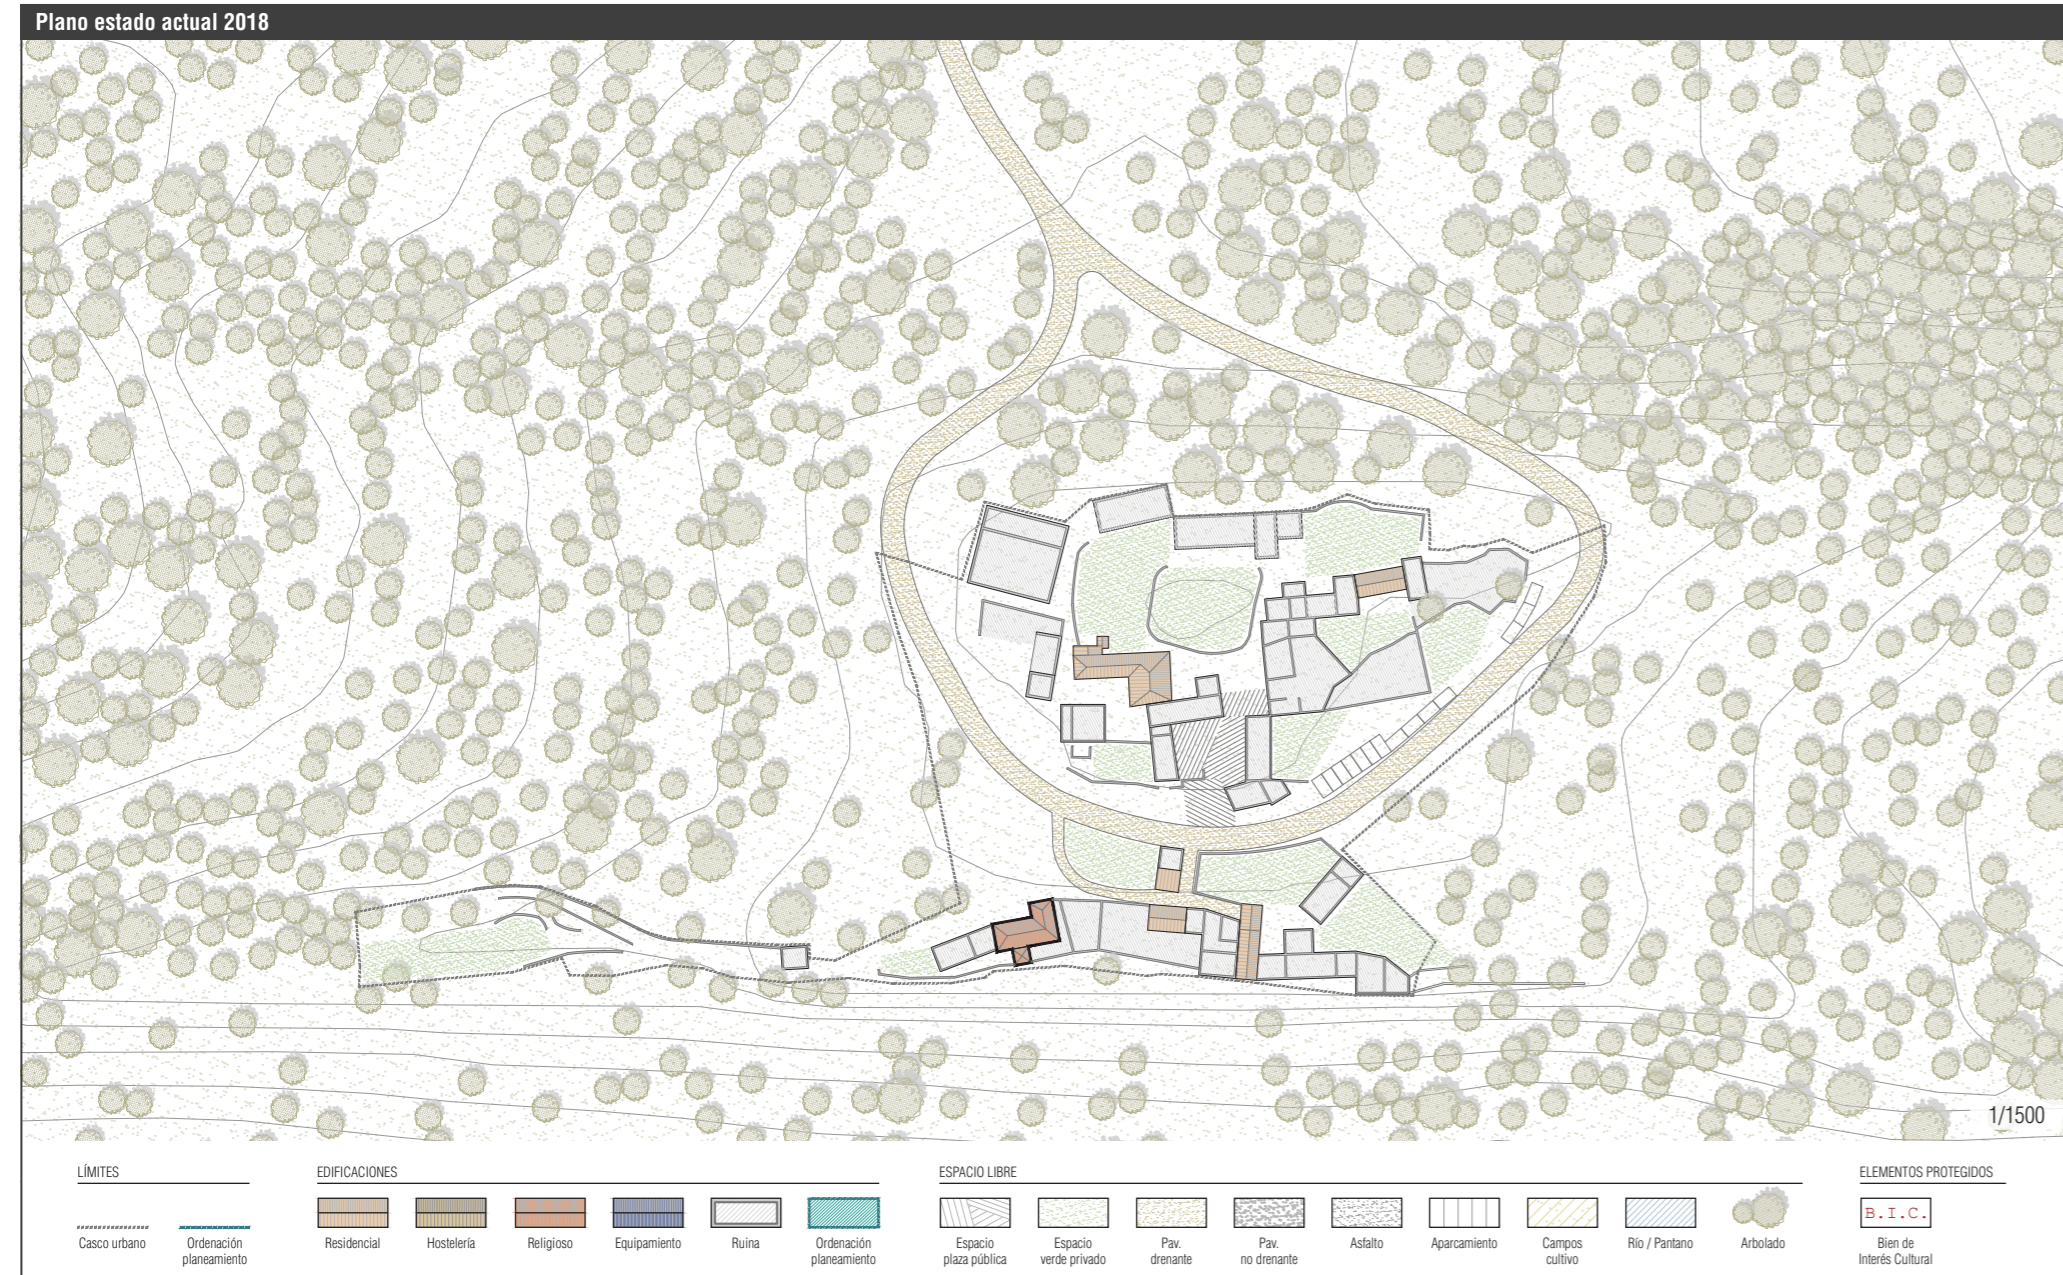 Plano estado actual 2018
1/1500
LÍMITES
Casco urbano
Ordenación
planeamiento
EDIFICACIONES
Residencial
Hostelería
Religioso
Equipamiento
Ruina
Ordenación
planeamiento
ESPACIO LIBRE
Espacio
plaza pública
Espacio
verde privado
Pav.
drenante
Pav.
no drenante
Asfalto
Aparcamiento
Campos
cultivo
Río / Pantano
Arbolado
ELEMENTOS PROTEGIDOS
B.I.C.
Bien de
Interés Cultural